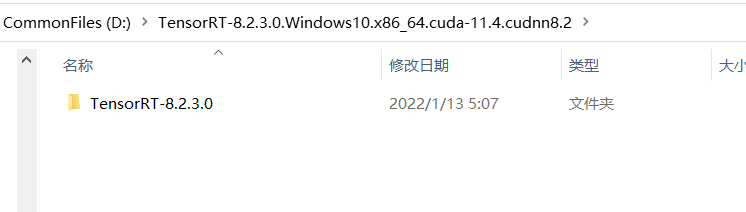 CommonFiles (D:) > TensorRT-8.2.3.0.Windows10.x86_64.cuda-11.4.cudnn8.2 >
名称 修改日期 类型 大小
TensorRT-8.2.3.0 2022/1/13 5:07 文件夹